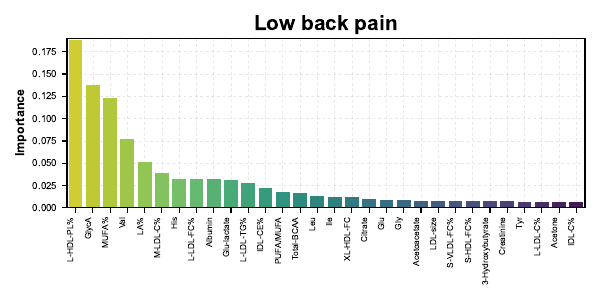 Low back pain
Importance
0.175
0.150
0.125
0.100
0.075
0.050
0.025
0.000
L-HDL-PL%
GlycA
MUFA%
Val
LA%
M-LDL-C%
His
L-LDL-FC%
Albumin
Glu-lactate
L-LDL-TG%
IDL-CE%
PUFA/MUFA
Total-BCAA
Leu
Ile
XL-HDL-FC
Citrate
Glu
Gly
Acetoacetate
LDL-size
S-VLDL-FC%
S-HDL-FC%
3-Hydroxybutyrate
Creatinine
Tyr
L-LDL-C%
Acetone
IDL-C%